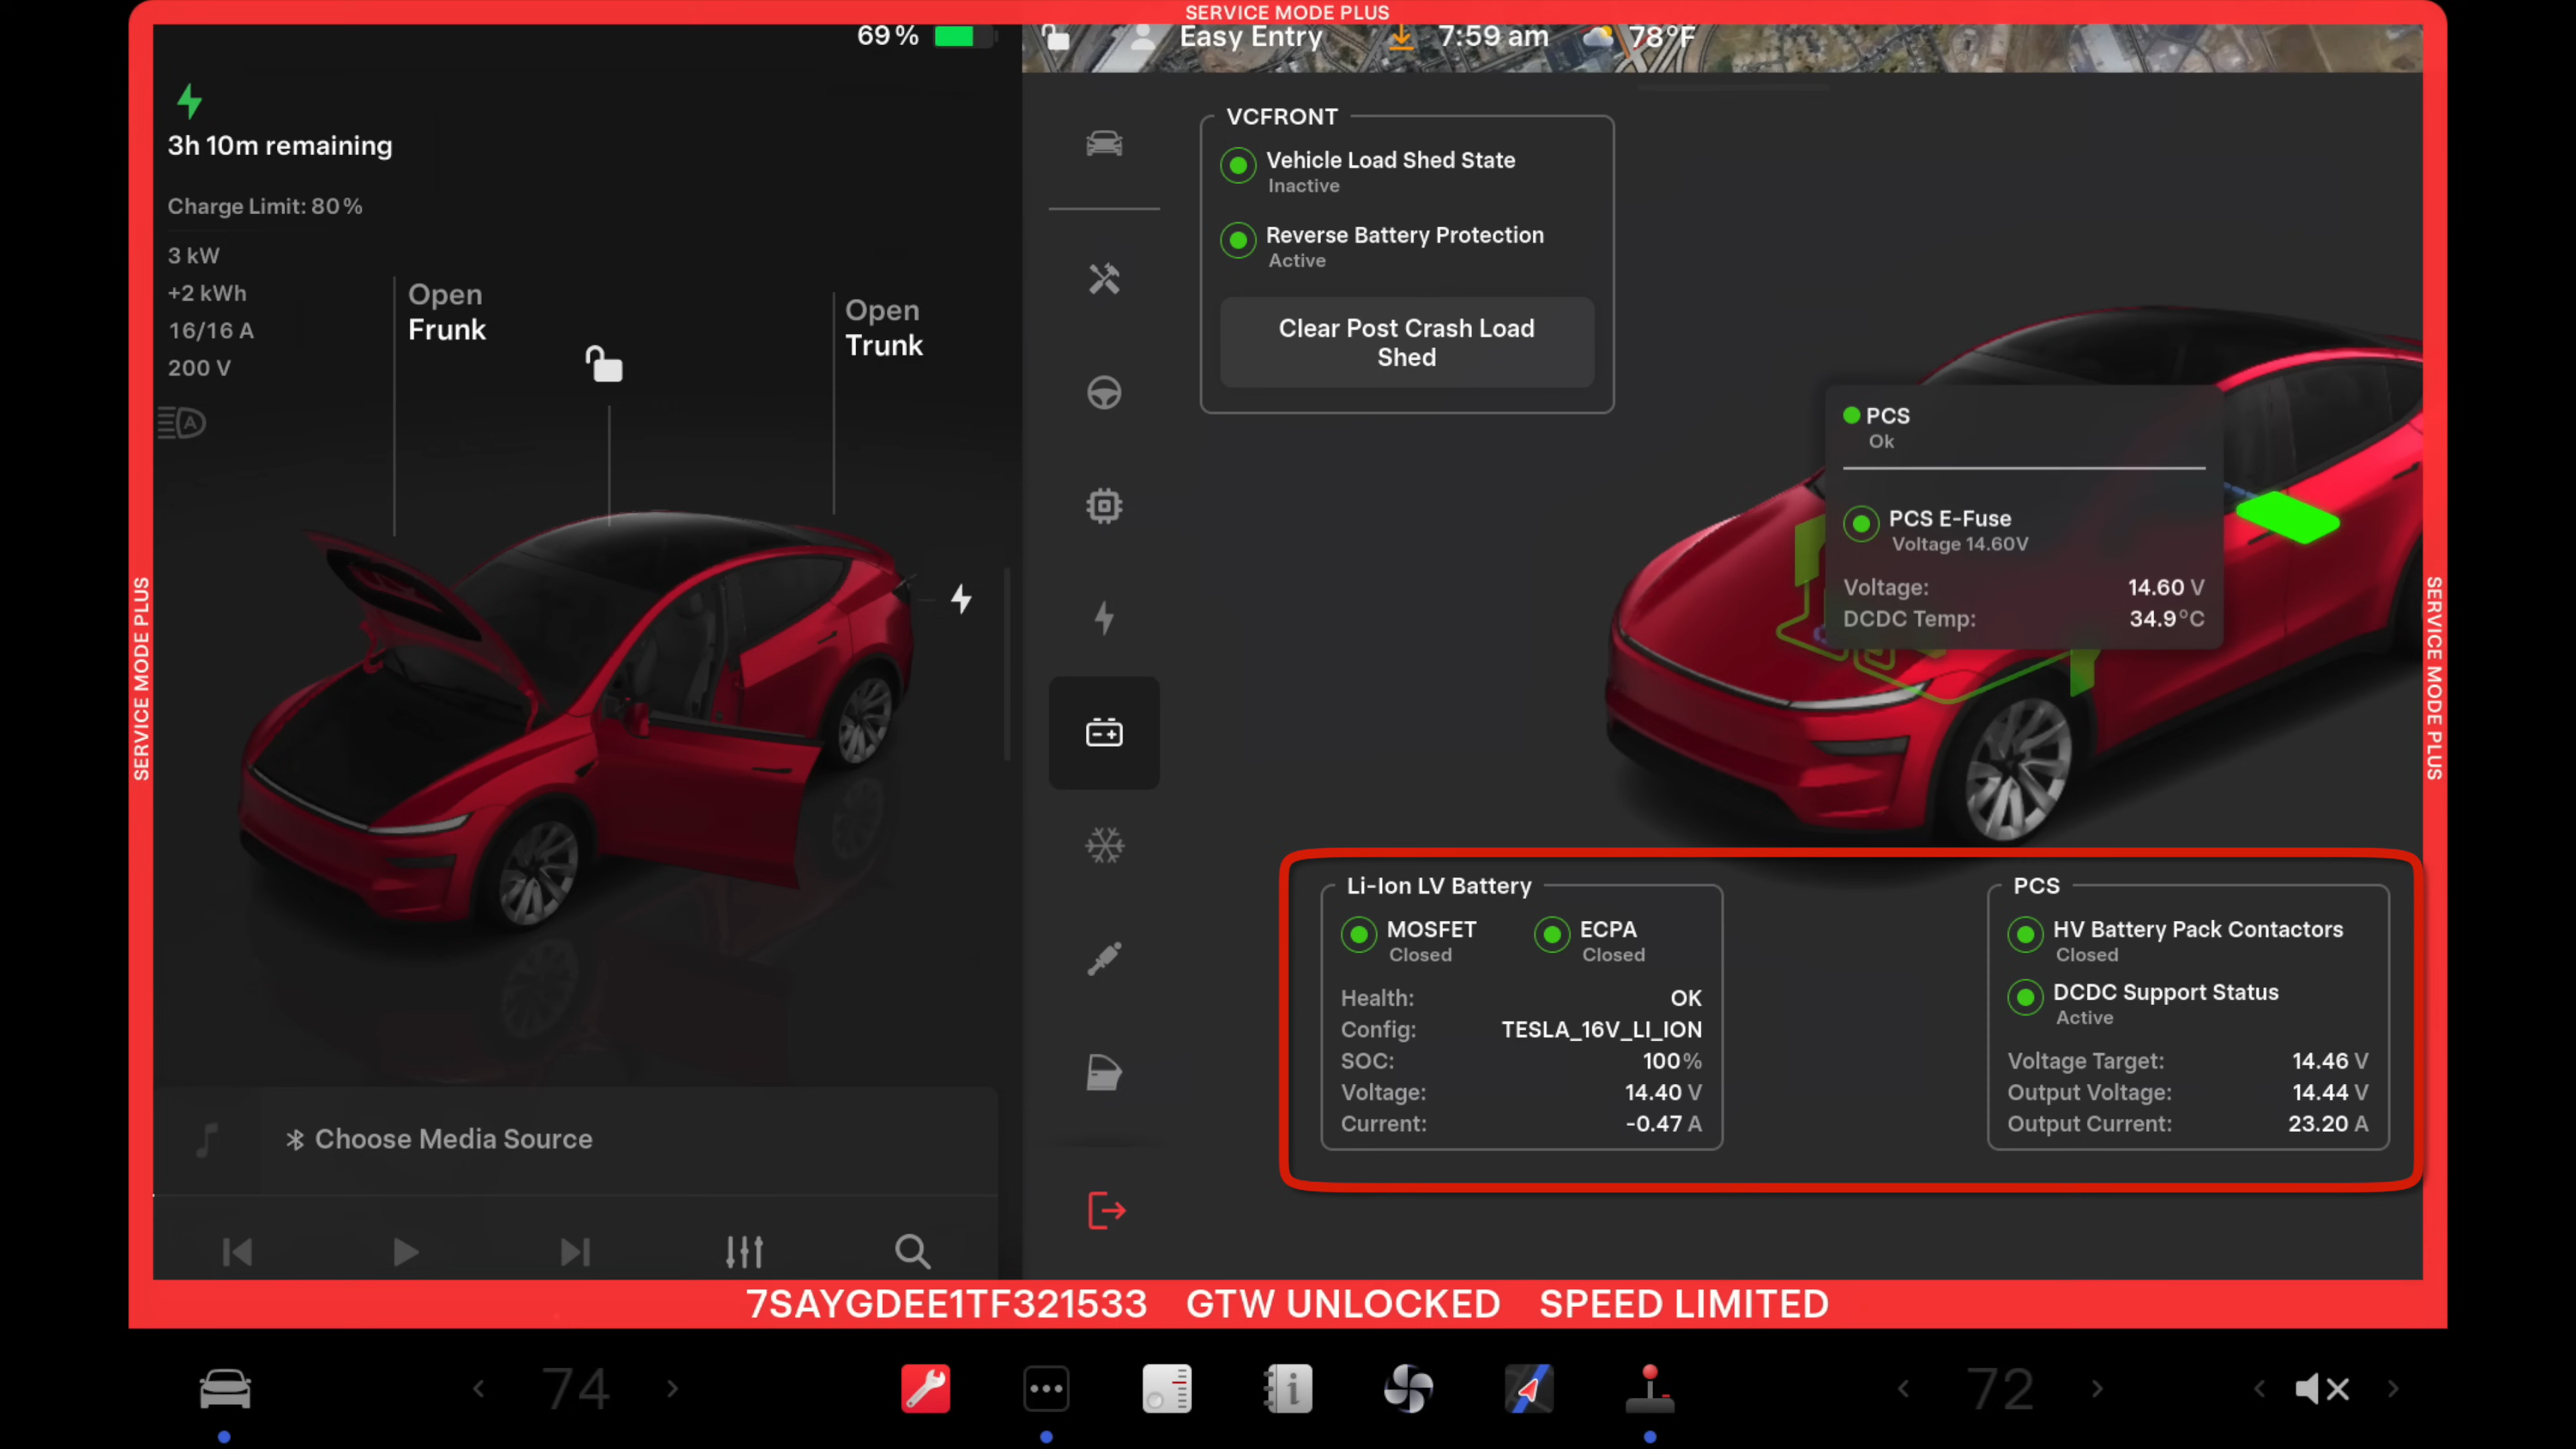 SERVICE MODE PLUS
69%
Easy Entry
7:59 am
78°F
3h 10m remaining
Charge Limit: 80%
3 kW
+2 kWh
16/16 A
200 V
A
Open
Frunk
Open
Trunk
SERVICE MODE PLUS
Choose Media Source
VCFRONT
Vehicle Load Shed State
Inactive
Reverse Battery Protection
Active
Clear Post Crash Load
Shed
PCS
Ok
PCS E-Fuse
Voltage 14.60V
Voltage: 14.60 V
DCDC Temp: 34.9°C
SERVICE MODE PLUS
Li-Ion LV Battery
MOSFET
Closed
ECPA
Closed
Health: OK
Config: TESLA_16V_LI_ION
SOC: 100%
Voltage: 14.40 V
Current: -0.47 A
PCS
HV Battery Pack Contactors
Closed
DCDC Support Status
Active
Voltage Target: 14.46 V
Output Voltage: 14.44 V
Output Current: 23.20 A
7SAYGDEE1TF321533 GTW UNLOCKED SPEED LIMITED
74
i
72